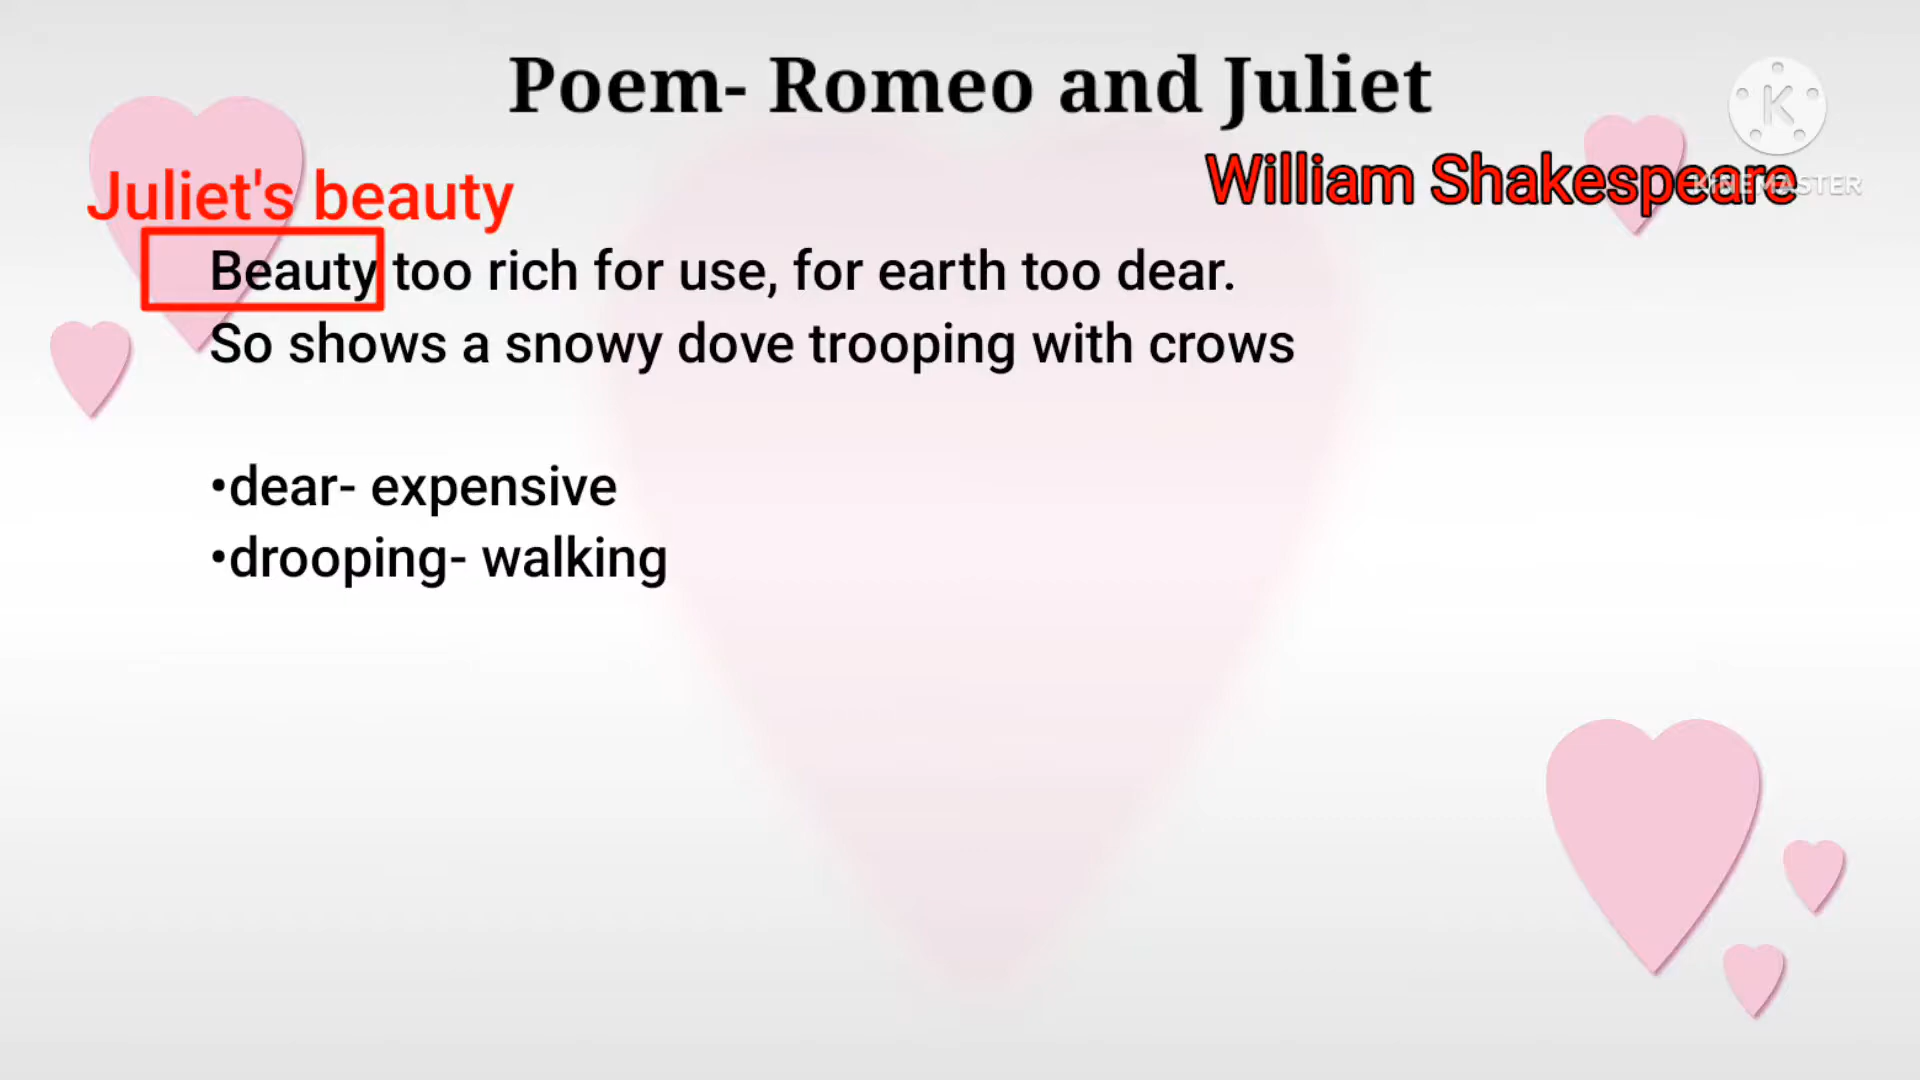 Poem- Romeo and Juliet
William Shakespeare
KINEMASTER
Juliet's beauty
Beauty too rich for use, for earth too dear.
So shows a snowy dove trooping with crows
•dear- expensive
•drooping- walking